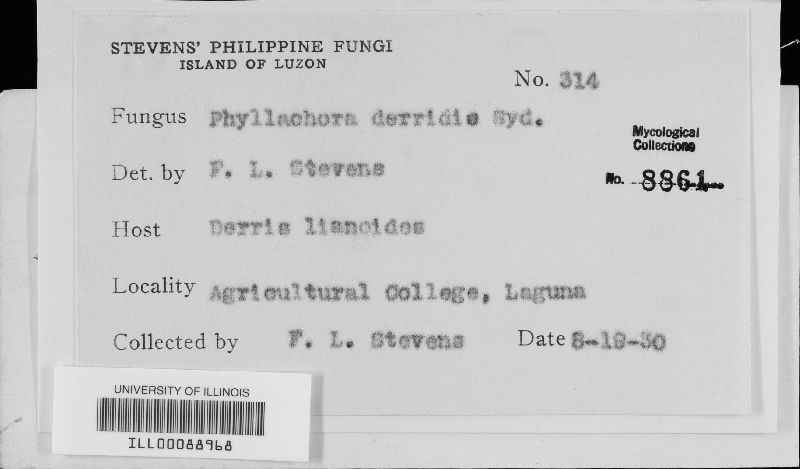 STEVENS' PHILIPPINE FUNGI
ISLAND OF LUZON
No. 314
Fungus Phyllachora derridis Syd.
Mycological
Collections
No. 8861
Det. by F. L. Stevens
Host Derris lianoides
Locality Agricultural College, Laguna
Collected by F. L. Stevens Date 8-19-30
UNIVERSITY OF ILLINOIS
ILL00088968